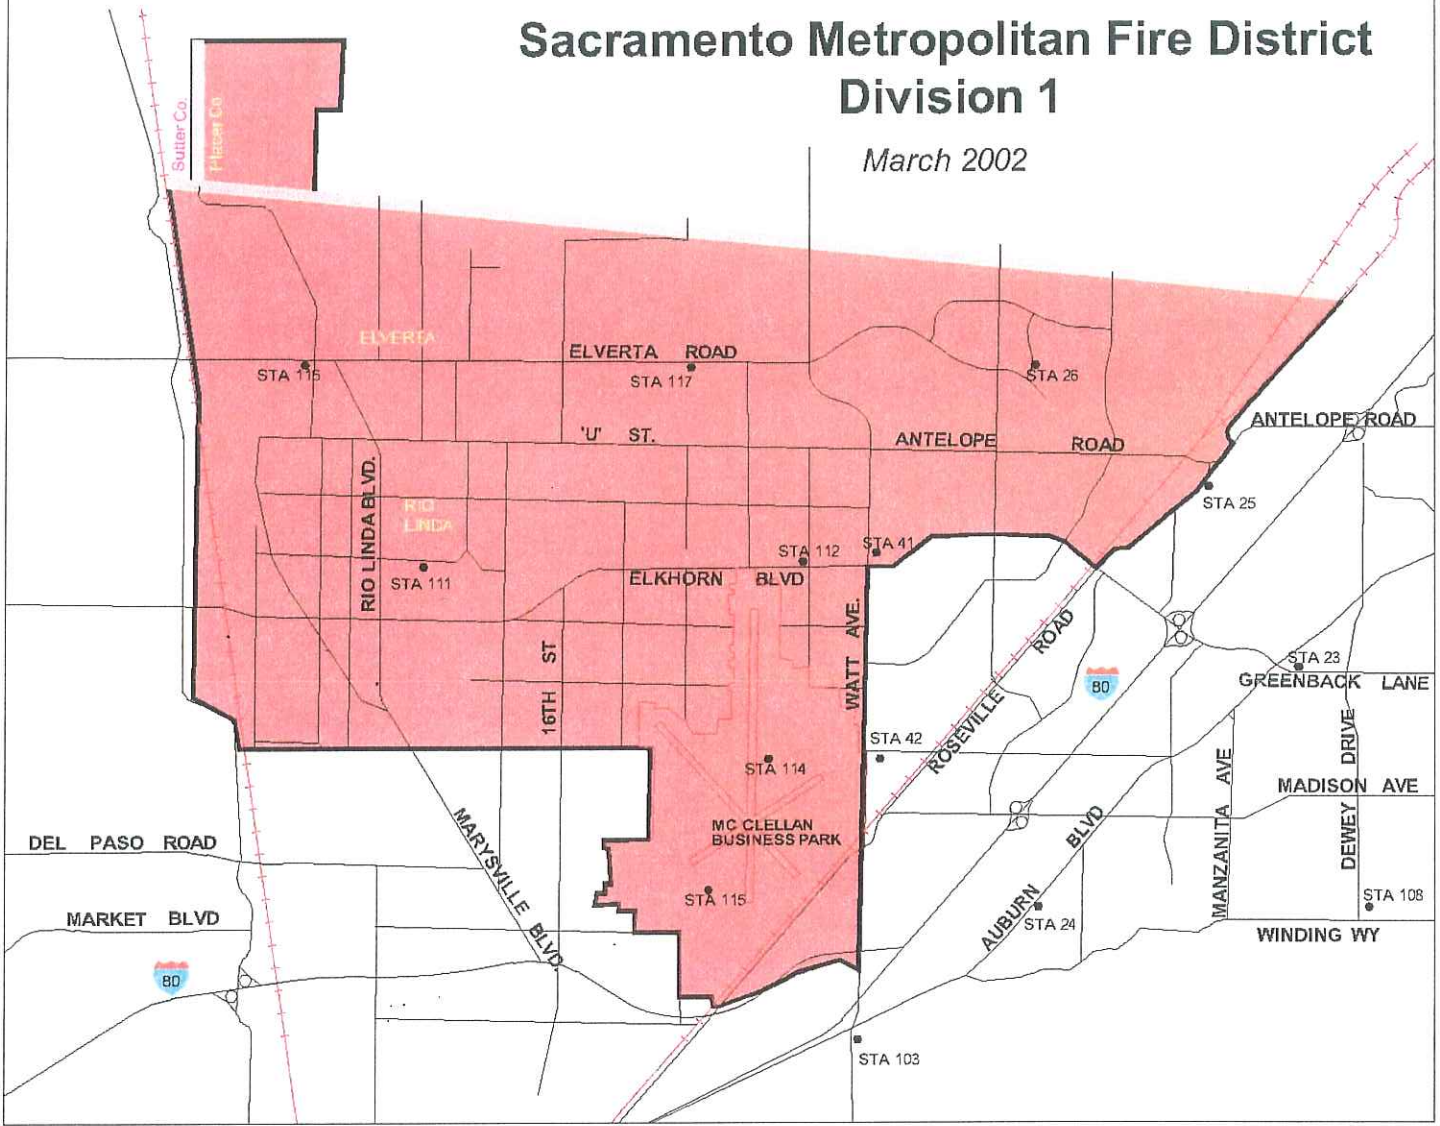 Sacramento Metropolitan Fire District
Division 1
March 2002
Sutter Co.
Placer Co.
ELVERTA
ELVERTA ROAD
STA 116
STA 117
STA 26
'U' ST.
ANTELOPE ROAD
ANTELOPE ROAD
RIO LINDA BLVD.
RIO
LINDA
STA 25
STA 41
STA 112
STA 111
ELKHORN BLVD
WATT AVE.
16TH ST
ROSEVILLE ROAD
80
STA 23
GREENBACK LANE
STA 42
STA 114
MANZANITA AVE
DEWEY DRIVE
MADISON AVE
MC CLELLAN
BUSINESS PARK
MARYSVILLE BLVD.
AUBURN BLVD
DEL PASO ROAD
STA 115
STA 24
STA 108
MARKET BLVD
WINDING WY
80
STA 103